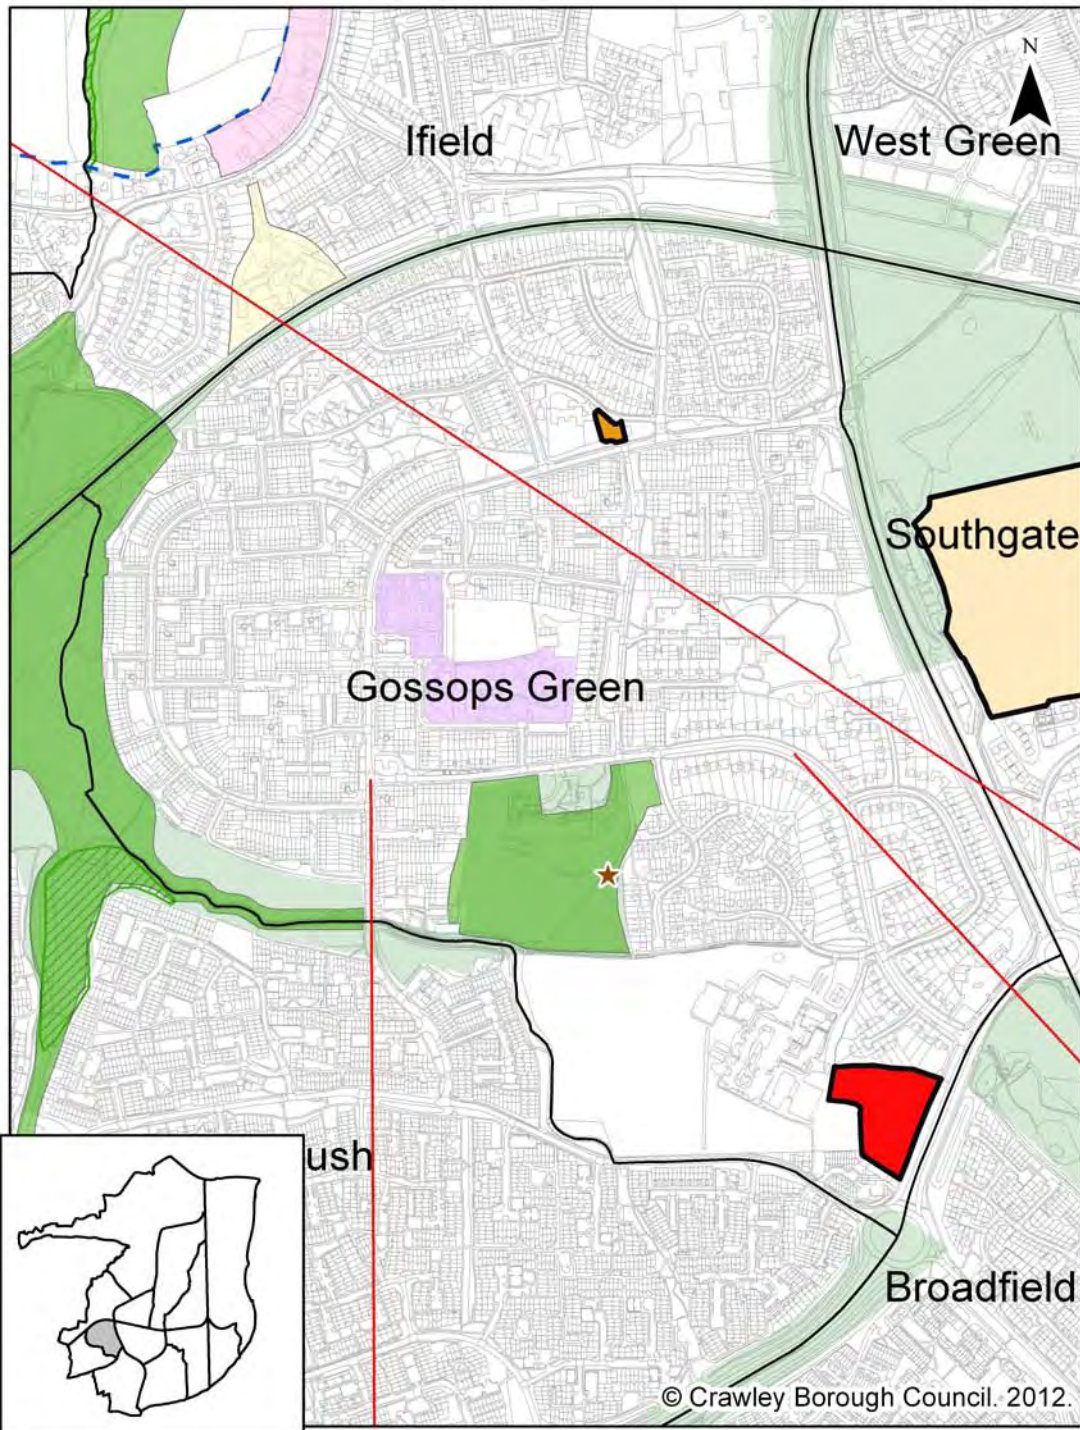 N
Ifield
West Green
Southgate
Gossops Green
ush
Broadfield
© Crawley Borough Council. 2012.